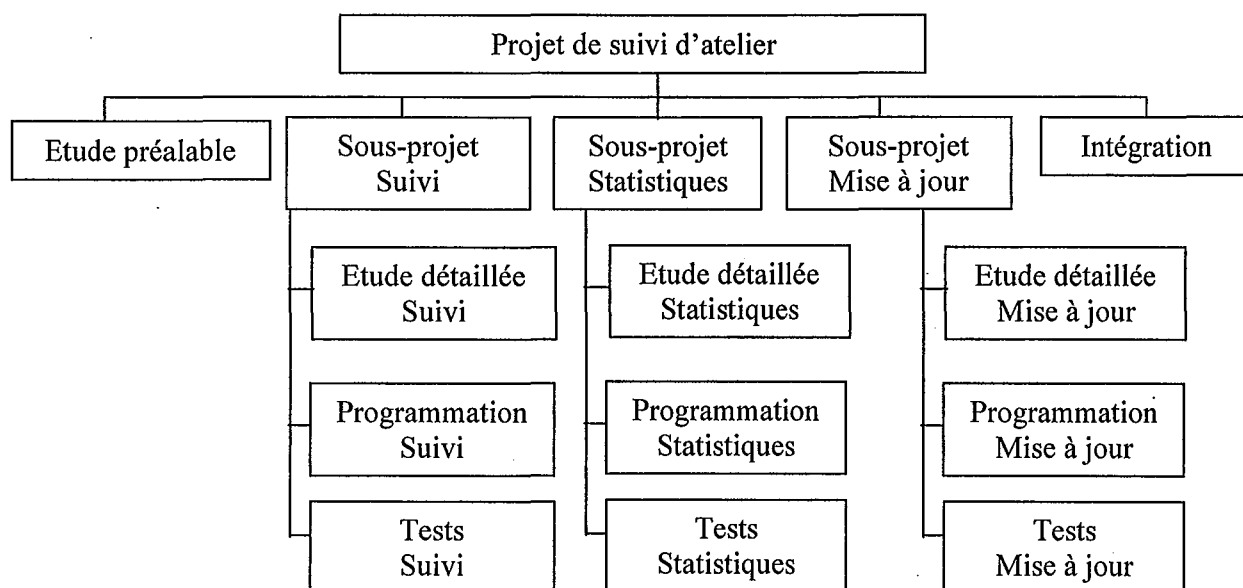 Projet de suivi d’atelier
Etude préalable
Sous-projet
Suivi
Sous-projet
Statistiques
Sous-projet
Mise à jour
Intégration
Etude détaillée
Suivi
Etude détaillée
Statistiques
Etude détaillée
Mise à jour
Programmation
Suivi
Programmation
Statistiques
Programmation
Mise à jour
Tests
Suivi
Tests
Statistiques
Tests
Mise à jour